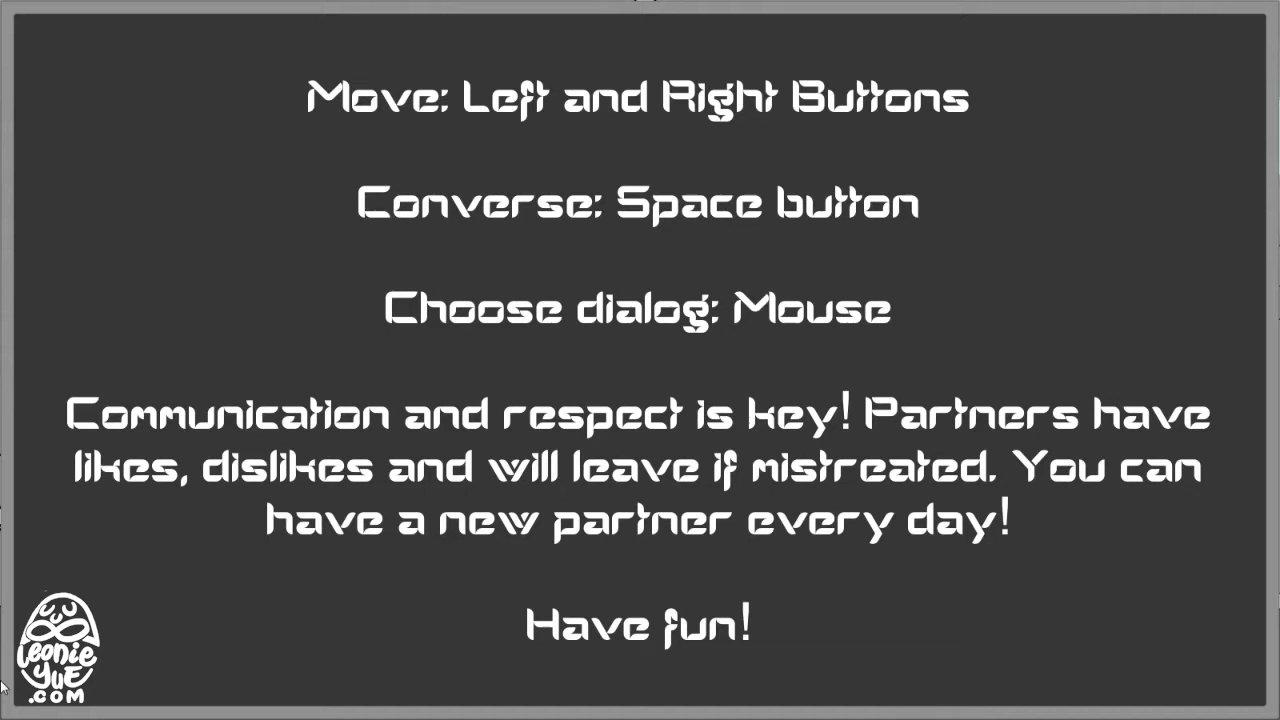 Move: Left and Right Buttons
Converse: Space button
Choose dialog: Mouse
Communication and respect is key! Partners have
likes, dislikes and will leave if mistreated. You can
have a new partner every day!
Have fun!
Leonie
YuE
.COM